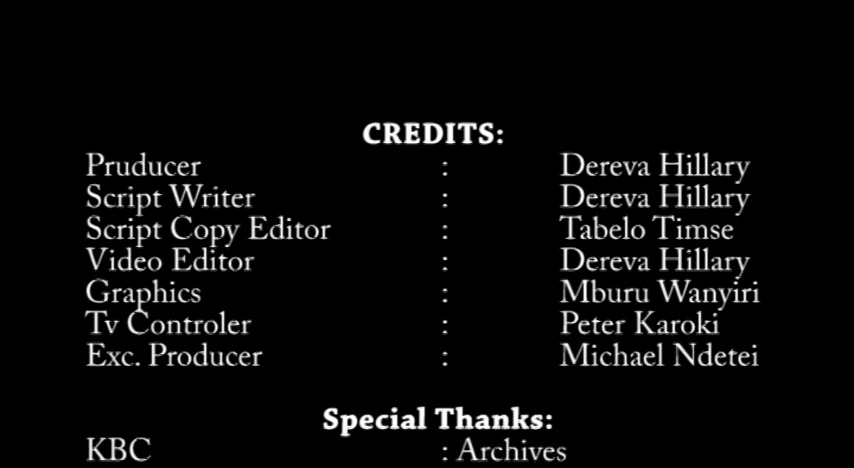 CREDITS:
Pruducer : Dereva Hillary
Script Writer : Dereva Hillary
Script Copy Editor : Tabelo Timse
Video Editor : Dereva Hillary
Graphics : Mburu Wanyiri
Tv Controler : Peter Karoki
Exc. Producer : Michael Ndetei
Special Thanks:
KBC : Archives